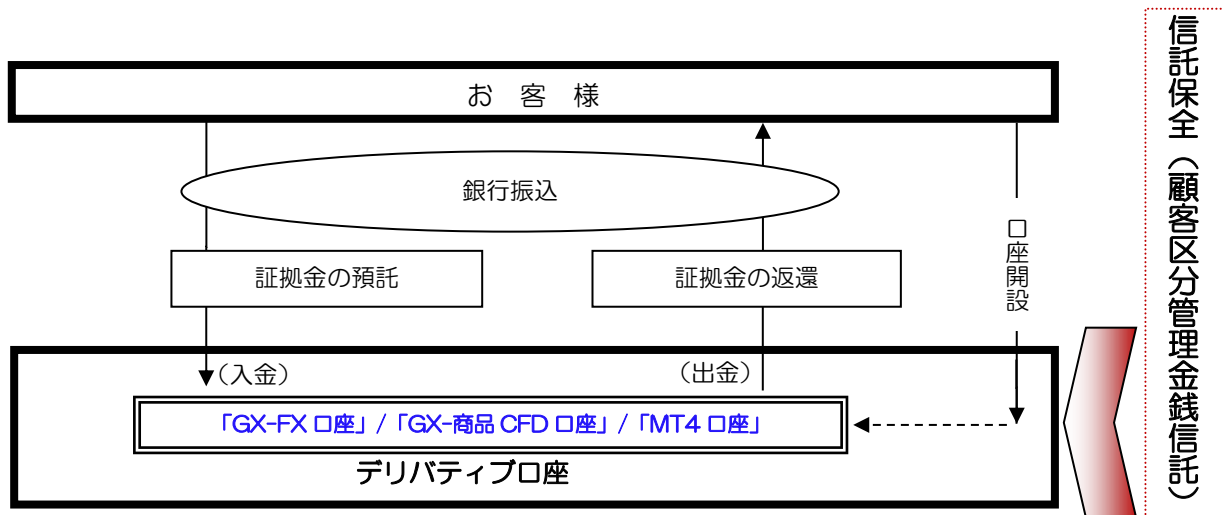 お 客 様
銀行振込
証拠金の預託
証拠金の返還
口座開設
（入金）
（出金）
「GX-FX 口座」/「GX-商品 CFD 口座」/「MT4 口座」
デリバティブ口座
信託保全（顧客区分管理金銭信託）